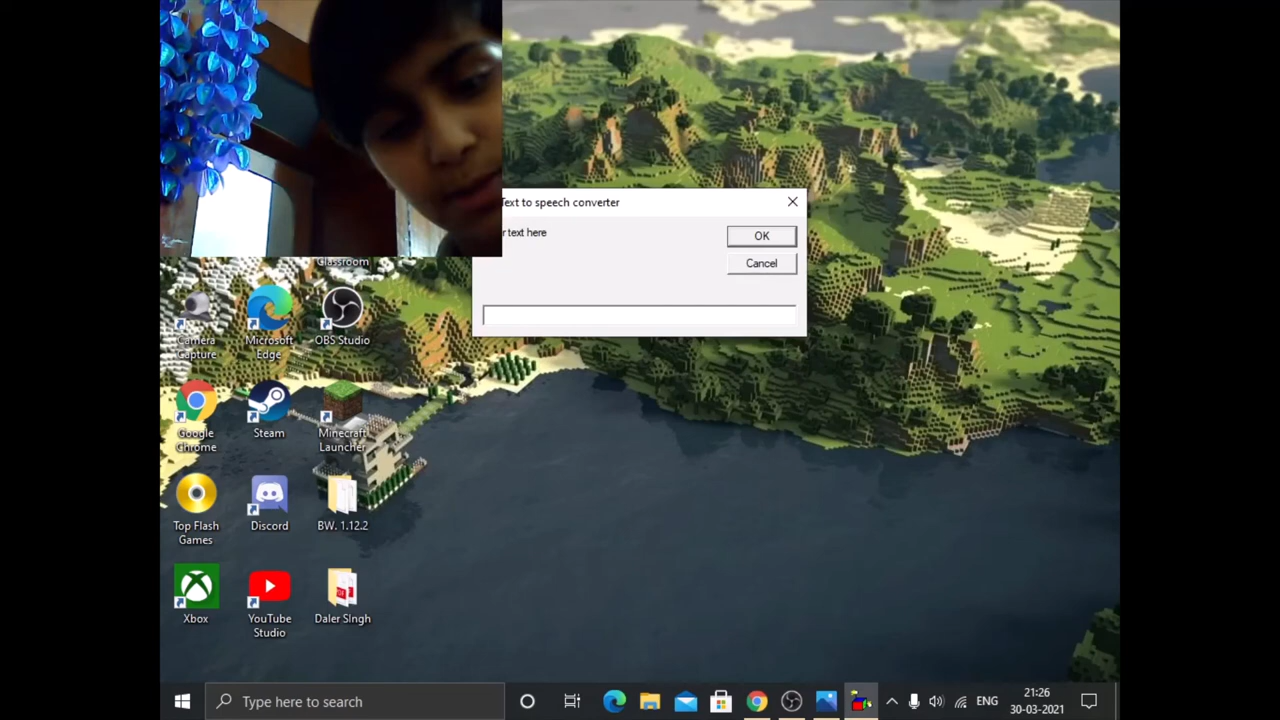 Text to speech converter
r text here
OK
Cancel
Classroom
Camera
Capture
Microsoft
Edge
OBS Studio
Google
Chrome
Steam
Minecraft
Launcher
Top Flash
Games
Discord
BW. 1.12.2
Xbox
YouTube
Studio
Daler SIngh
Type here to search
ENG
21:26
30-03-2021